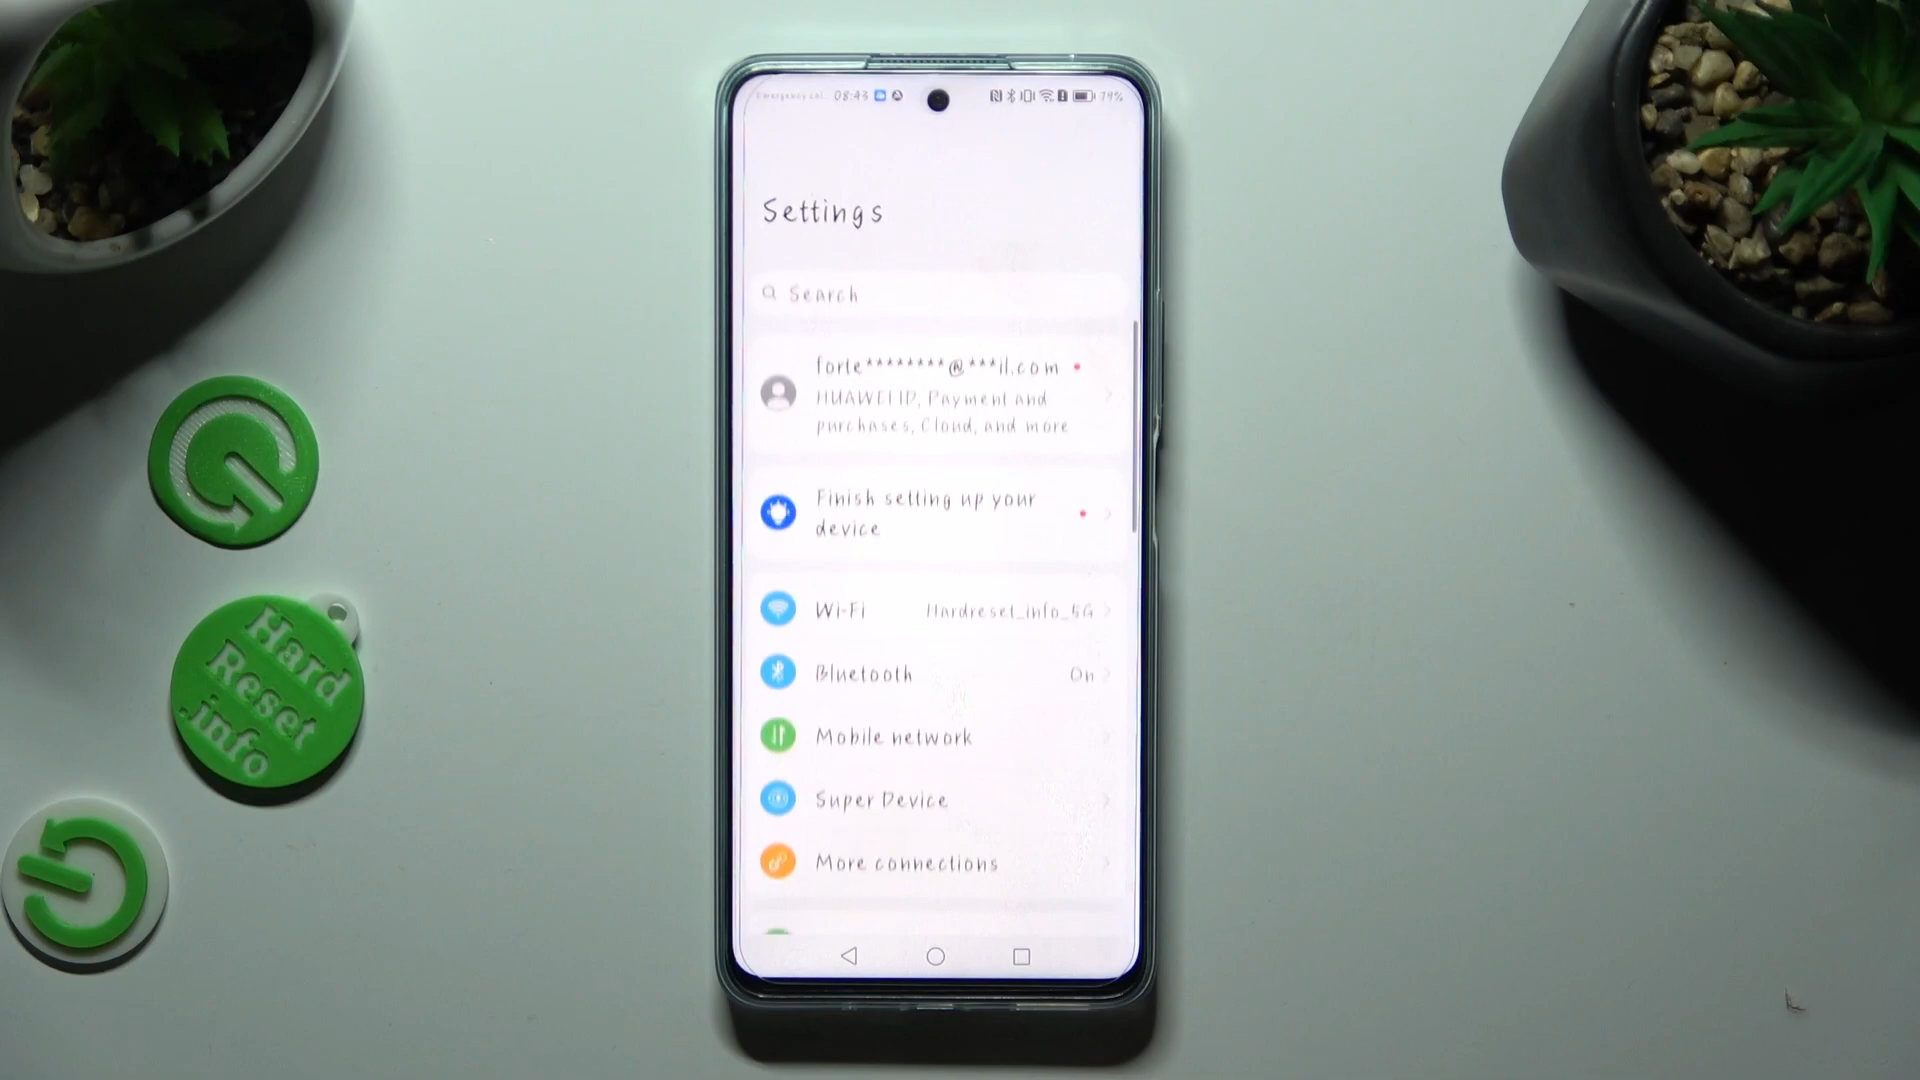 Emergency cal... 08:43 79%
Settings
Search
forte********@***il.com
HUAWEI ID, Payment and
purchases, Cloud, and more
Finish setting up your
device
Wi-Fi Hardreset_info_5G
Bluetooth On
Mobile network
Super Device
More connections
Hard
Reset
.info